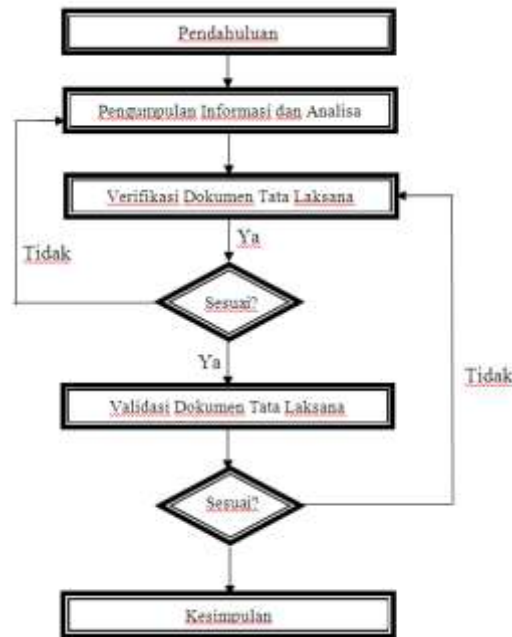 Pendahuluan
Pengumpulan Informasi dan Analisa
Verifikasi Dokumen Tata Laksana
Ya
Tidak
Sesuai?
Ya
Validasi Dokumen Tata Laksana
Tidak
Sesuai?
Kesimpulan